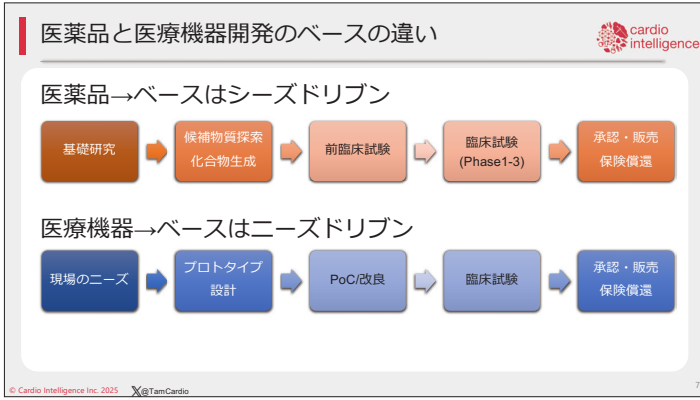 医薬品と医療機器開発のベースの違い
cardio
intelligence
医薬品→ベースはシーズドリブン
基礎研究
候補物質探索
化合物生成
前臨床試験
臨床試験
(Phase1-3)
承認・販売
保険償還
医療機器→ベースはニーズドリブン
現場のニーズ
プロトタイプ
設計
PoC/改良
臨床試験
承認・販売
保険償還
© Cardio Intelligence Inc. 2025
@TamCardio
7